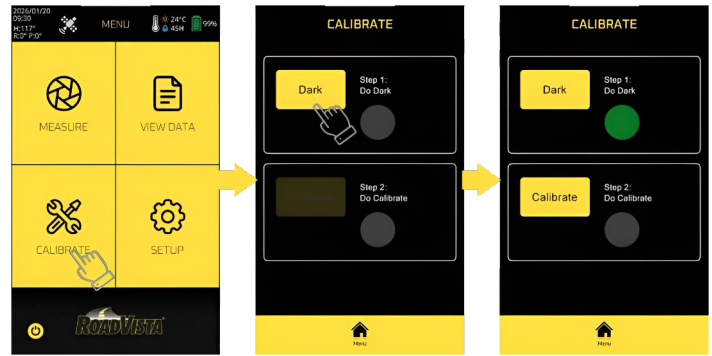 2026/01/20
09:30
H:117°
R:0° P:0°
MENU
24°C
45H
99%
MEASURE
VIEW DATA
CALIBRATE
SETUP
ROADVISTA
CALIBRATE
Dark
Step 1:
Do Dark
Step 2:
Do Calibrate
Menu
CALIBRATE
Dark
Step 1:
Do Dark
Calibrate
Step 2:
Do Calibrate
Menu